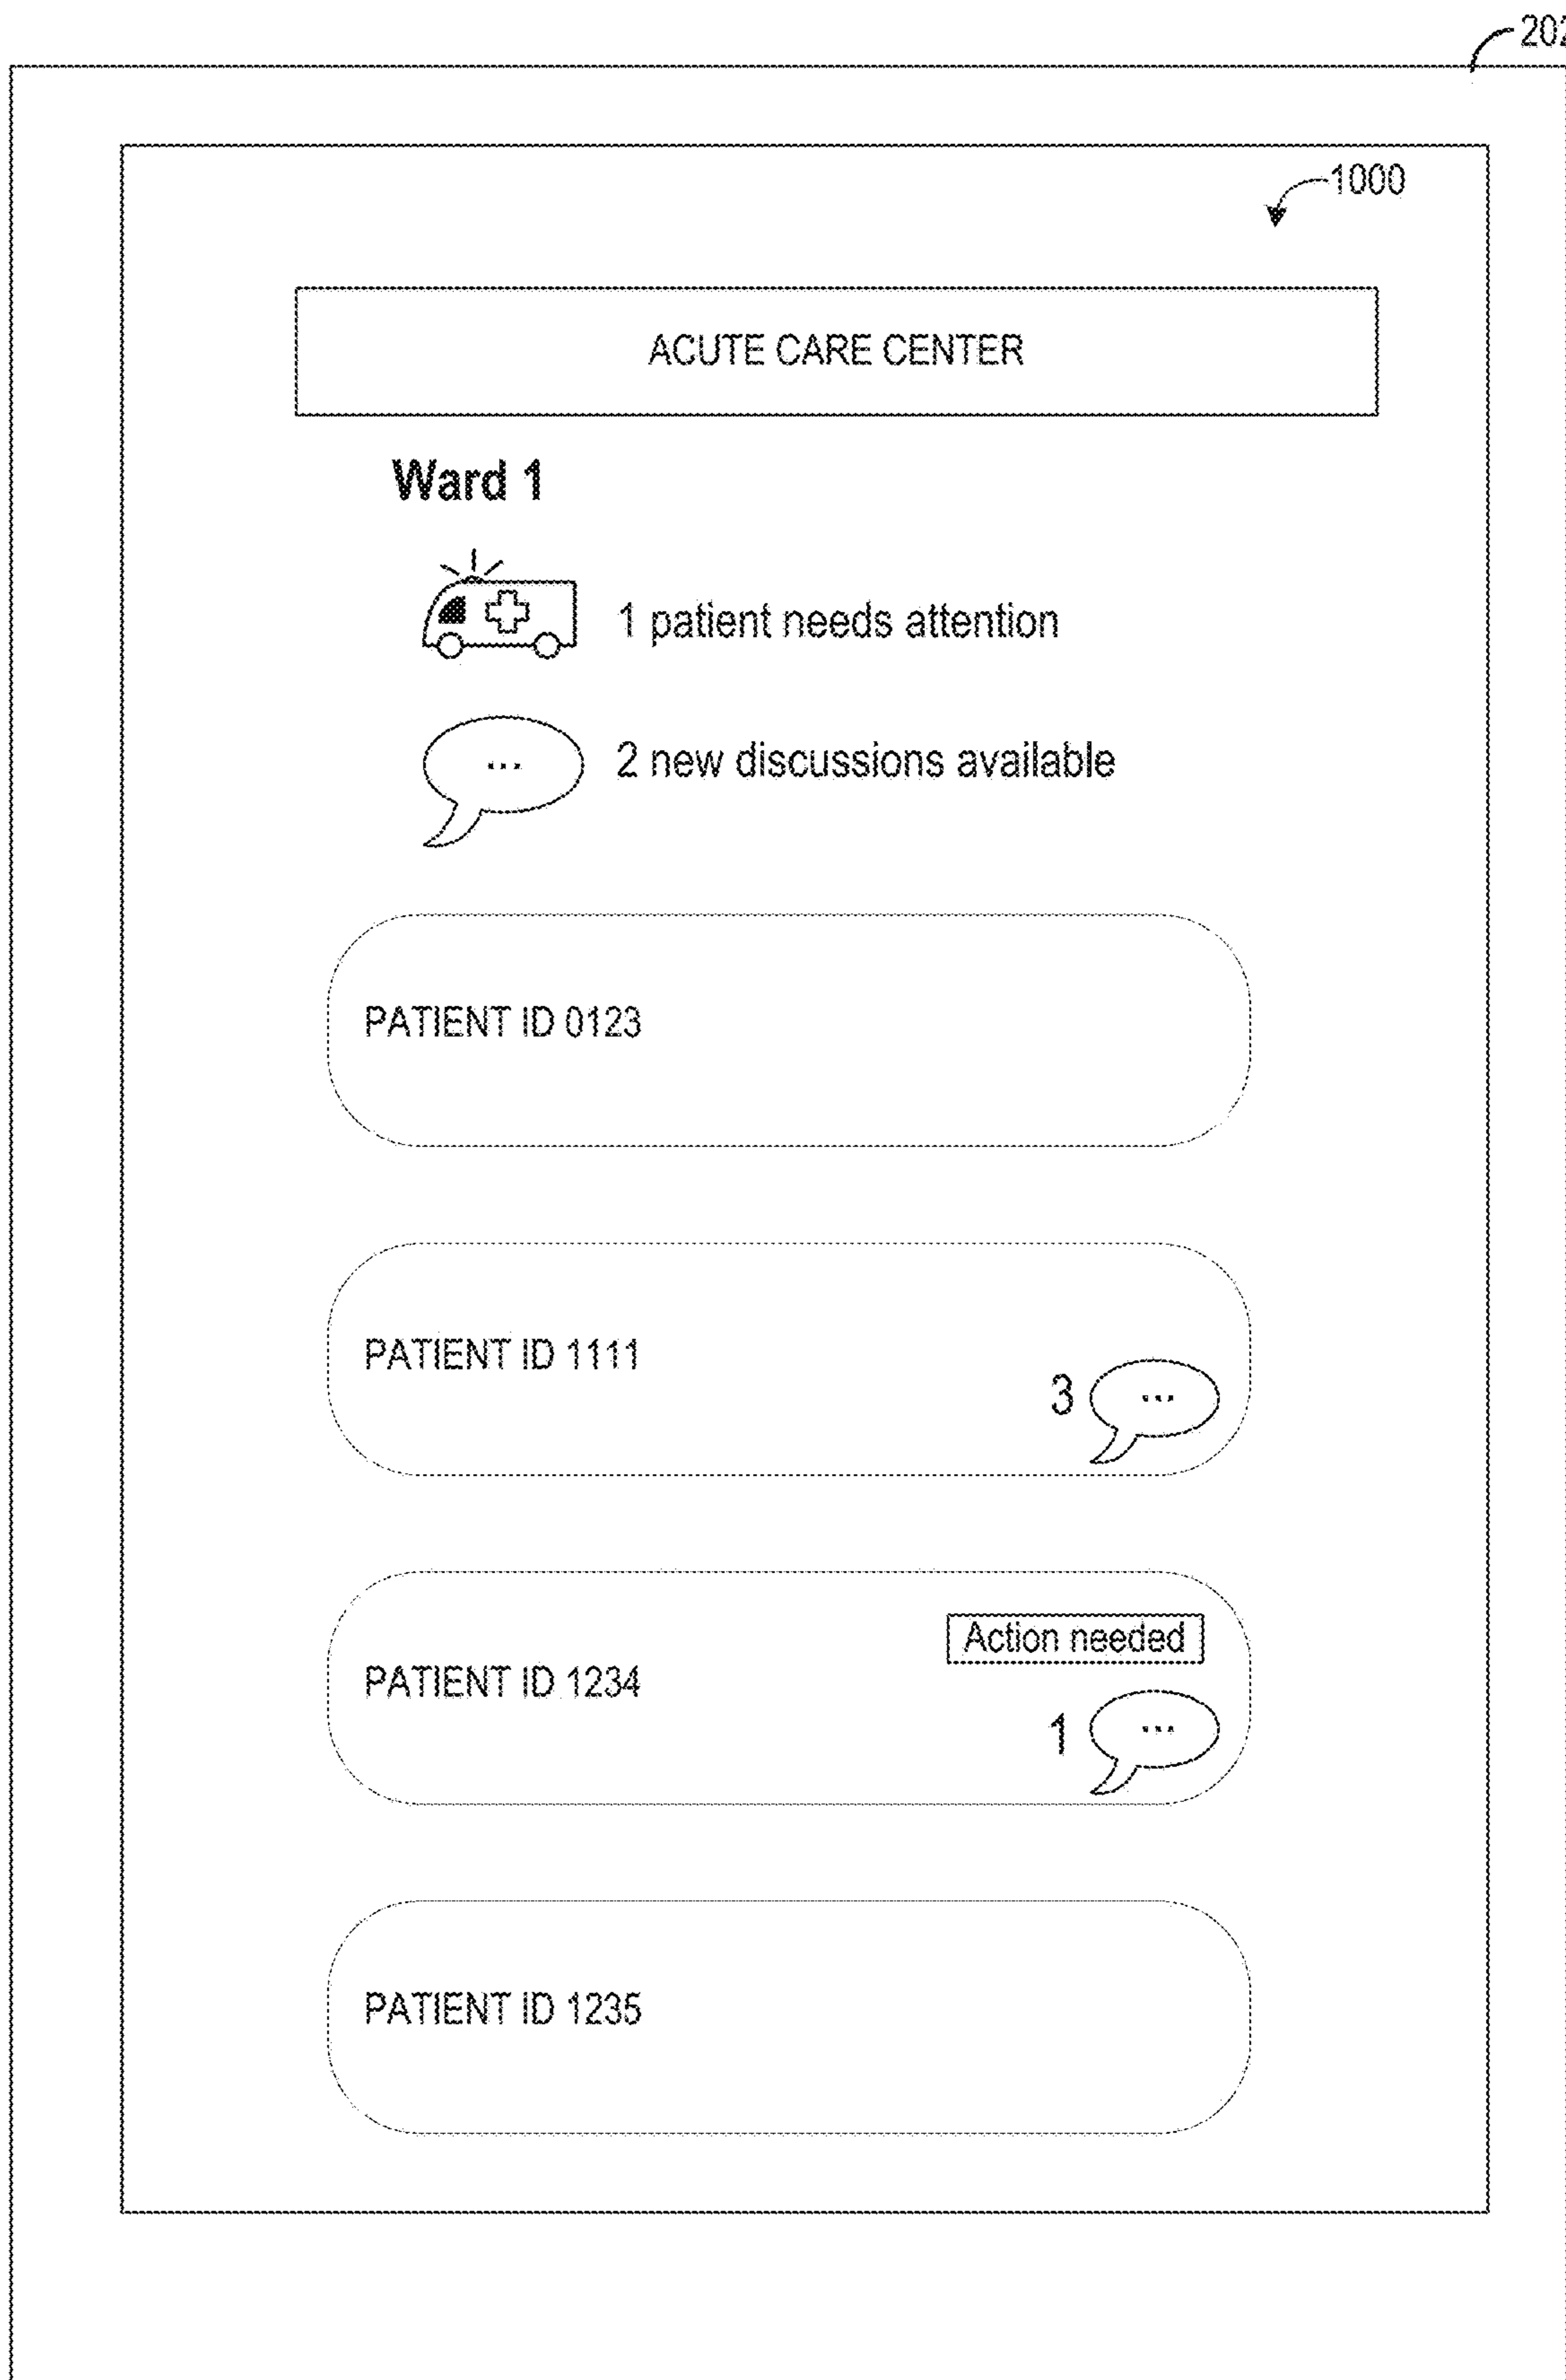 202
1000
ACUTE CARE CENTER
Ward 1
1 patient needs attention
... 2 new discussions available
PATIENT ID 0123
PATIENT ID 1111
3 ...
Action needed
PATIENT ID 1234
1 ...
PATIENT ID 1235